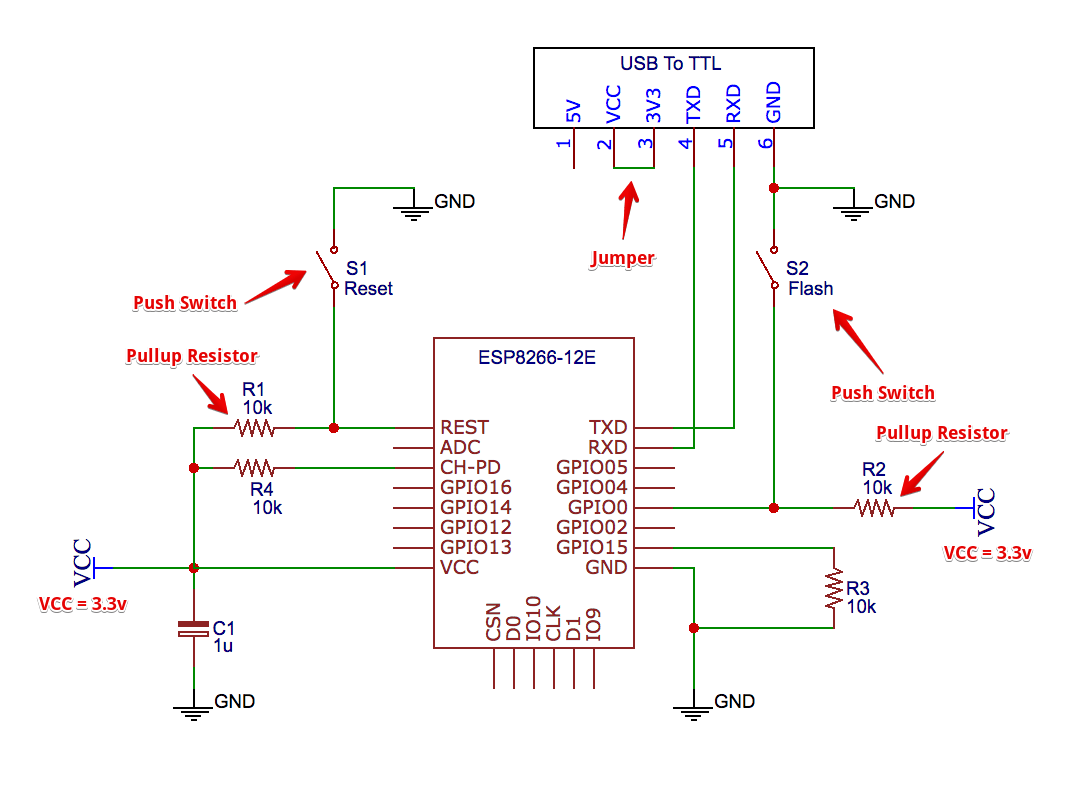 USB To TTL
5V
VCC
3V3
TXD
RXD
GND
1
2
3
4
5
6
Jumper
GND
GND
S1
Reset
Push Switch
S2
Flash
Push Switch
Pullup Resistor
R1
10k
R4
10k
ESP8266-12E
REST
ADC
CH-PD
GPIO16
GPIO14
GPIO12
GPIO13
VCC
TXD
RXD
GPIO05
GPIO04
GPIO0
GPIO02
GPIO15
GND
CSN
D0
IO10
CLK
D1
IO9
Pullup Resistor
R2
10k
VCC
VCC = 3.3v
R3
10k
VCC
VCC = 3.3v
C1
1u
GND
GND